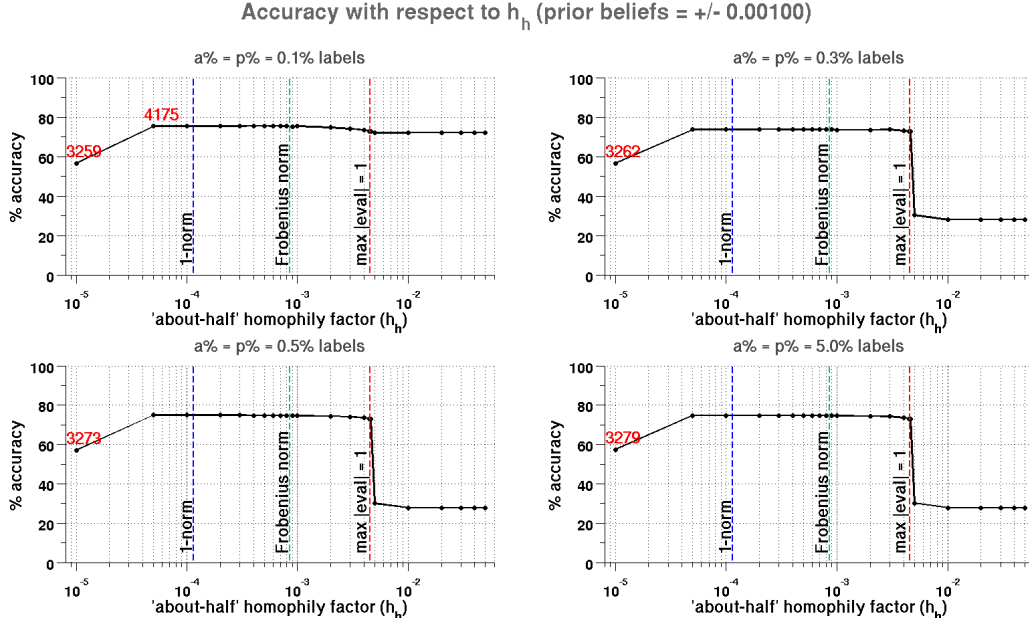 Accuracy with respect to h_h (prior beliefs = +/- 0.00100)
a% = p% = 0.1% labels
100
80
60
40
20
0
% accuracy
3259
4175
1-norm
Frobenius norm
max |eval| = 1
10^-5
10^-4
10^-3
10^-2
'about-half' homophily factor (h_h)
a% = p% = 0.3% labels
100
80
60
40
20
0
% accuracy
3262
1-norm
Frobenius norm
max |eval| = 1
10^-5
10^-4
10^-3
10^-2
'about-half' homophily factor (h_h)
a% = p% = 0.5% labels
100
80
60
40
20
0
% accuracy
3273
1-norm
Frobenius norm
max |eval| = 1
10^-5
10^-4
10^-3
10^-2
'about-half' homophily factor (h_h)
a% = p% = 5.0% labels
100
80
60
40
20
0
% accuracy
3279
1-norm
Frobenius norm
max |eval| = 1
10^-5
10^-4
10^-3
10^-2
'about-half' homophily factor (h_h)